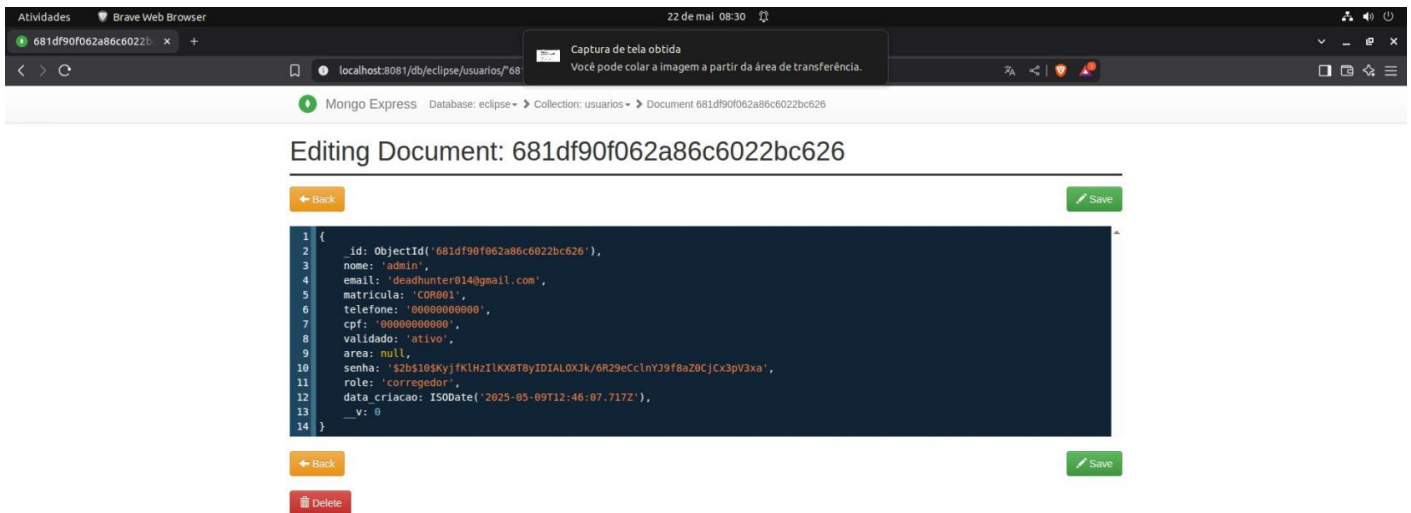 Atividades Brave Web Browser 22 de mai 08:30
681df90f062a86c6022b
Captura de tela obtida
Você pode colar a imagem a partir da área de transferência.
localhost:8081/db/eclipse/usuarios/"68
Mongo Express Database: eclipse Collection: usuarios Document 681df90f062a86c6022bc626
Editing Document: 681df90f062a86c6022bc626
Back Save
1 {
2 _id: ObjectId('681df90f062a86c6022bc626'),
3 nome: 'admin',
4 email: 'deadhunter014@gmail.com',
5 matricula: 'COR001',
6 telefone: '00000000000',
7 cpf: '00000000000',
8 validado: 'ativo',
9 area: null,
10 senha: '$2b$10$KyjfKlHzIlKX8T8yIDIALOXJk/6R29eCclnYJ9f8aZ0CjCx3pV3xa',
11 role: 'corregedor',
12 data_criacao: ISODate('2025-05-09T12:46:07.717Z'),
13 __v: 0
14 }
Back Save
Delete